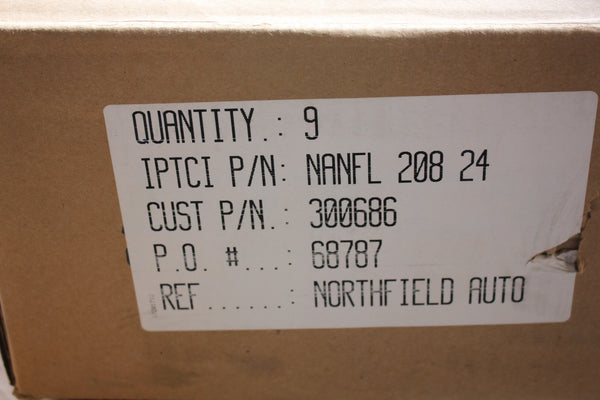 QUANTITY.: 9
IPTCI P/N: NANFL 208 24
CUST P/N.: 300686
P.O. #...: 68787
REF......: NORTHFIELD AUTO